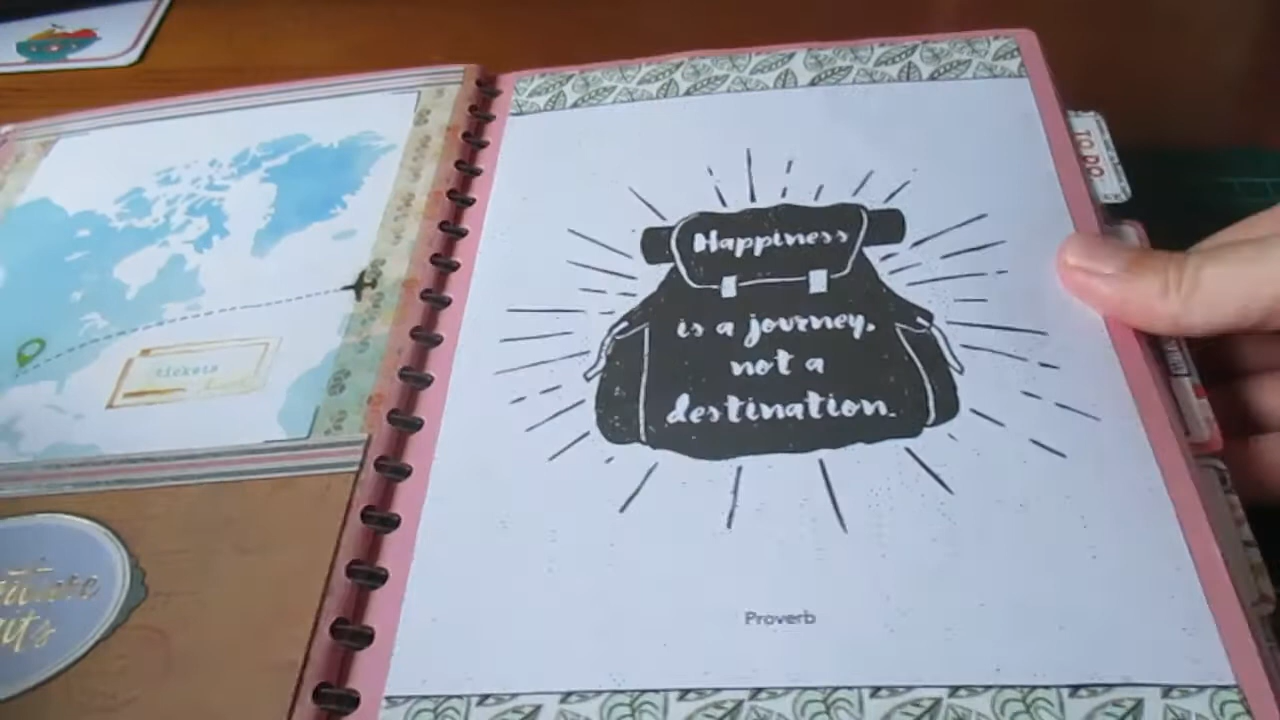 tickets
TO DO
Happiness
is a journey,
not a
destination.
Proverb